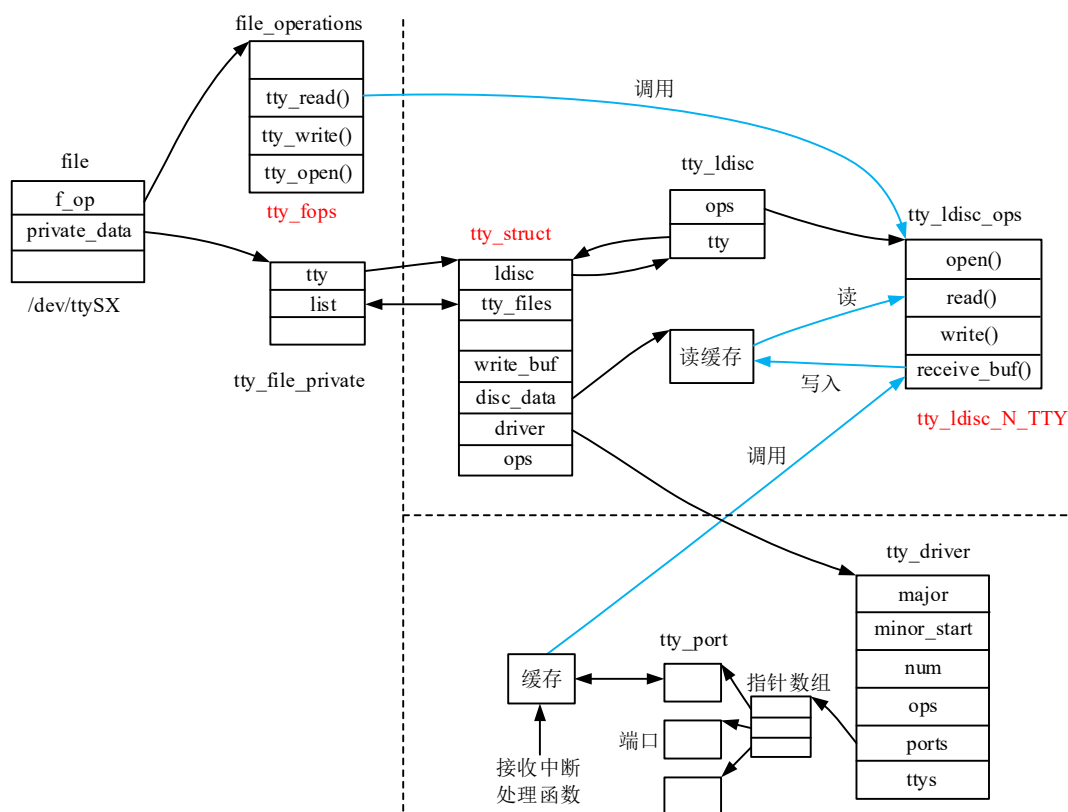 file_operations
tty_read()
tty_write()
tty_open()
tty_fops
file
f_op
private_data
/dev/ttySX
tty
list
tty_file_private
调用
tty_ldisc
ops
tty
tty_struct
ldisc
tty_files
write_buf
disc_data
driver
ops
tty_ldisc_ops
open()
read()
write()
receive_buf()
tty_ldisc_N_TTY
读
读缓存
写入
调用
tty_driver
major
minor_start
num
ops
ports
ttys
tty_port
指针数组
缓存
端口
接收中断
处理函数